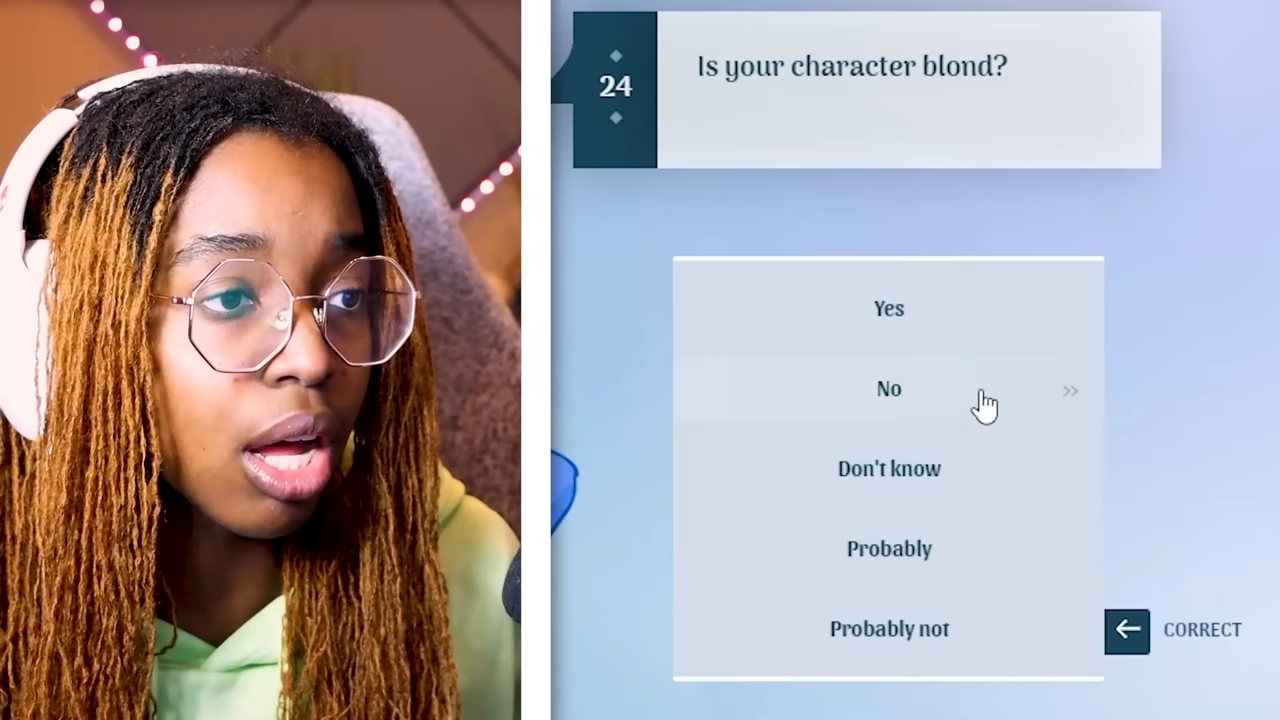 24
Is your character blond?
Yes
No
Don't know
Probably
Probably not
CORRECT